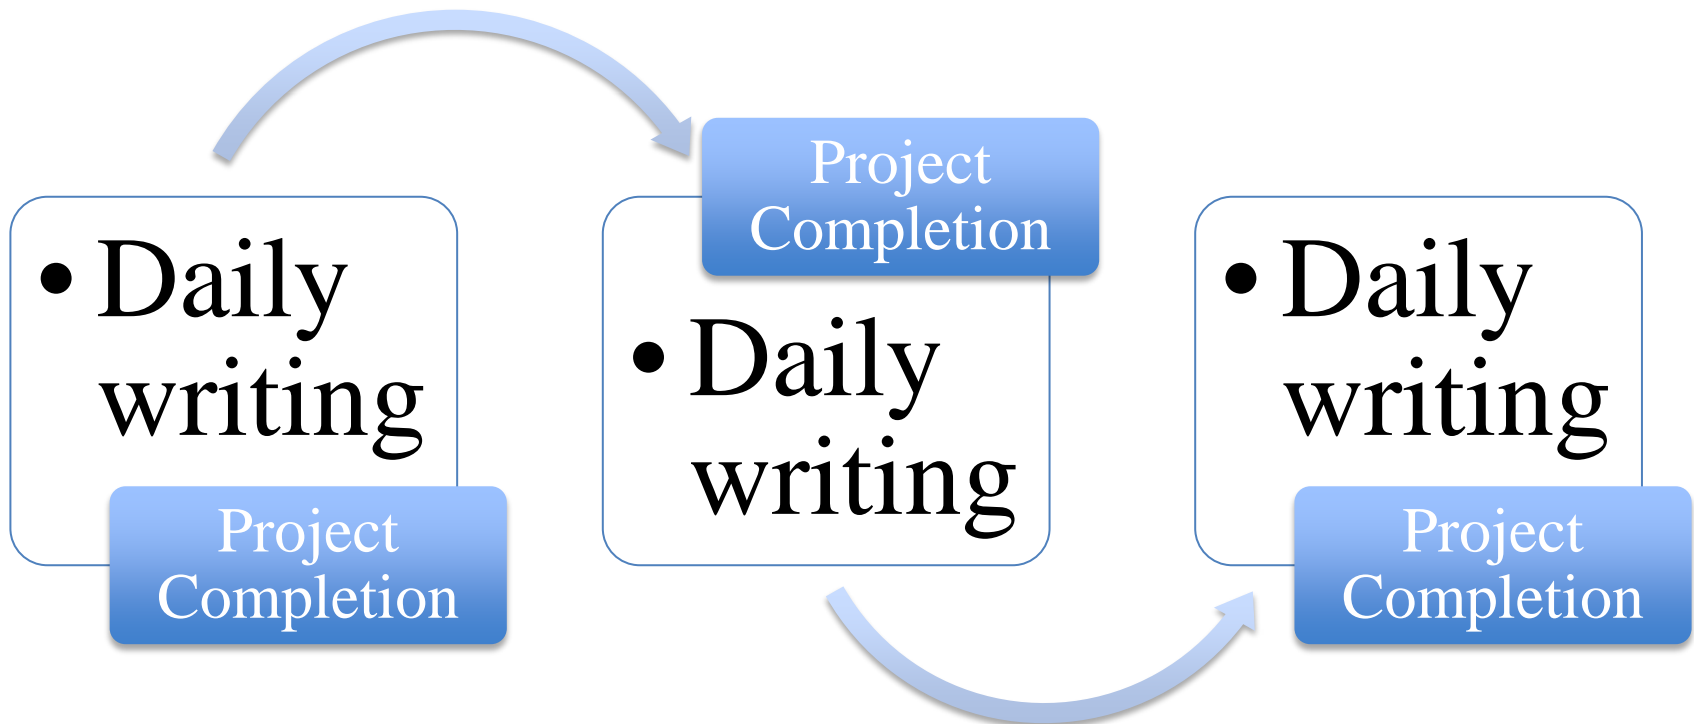 • Daily
writing
Project
Completion
Project
Completion
• Daily
writing
• Daily
writing
Project
Completion